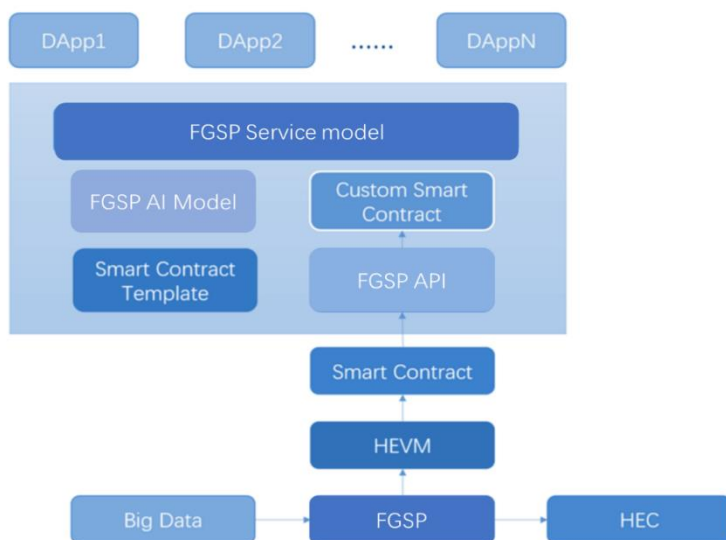 DApp1
DApp2
......
DAppN
FGSP Service model
FGSP AI Model
Custom Smart
Contract
Smart Contract
Template
FGSP API
Smart Contract
HEVM
Big Data
FGSP
HEC